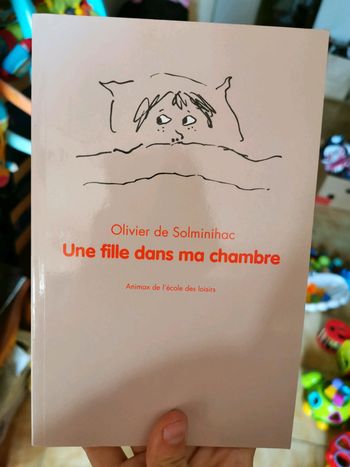 Olivier de Solminihac
Une fille dans ma chambre
Animax de l'école des loisirs